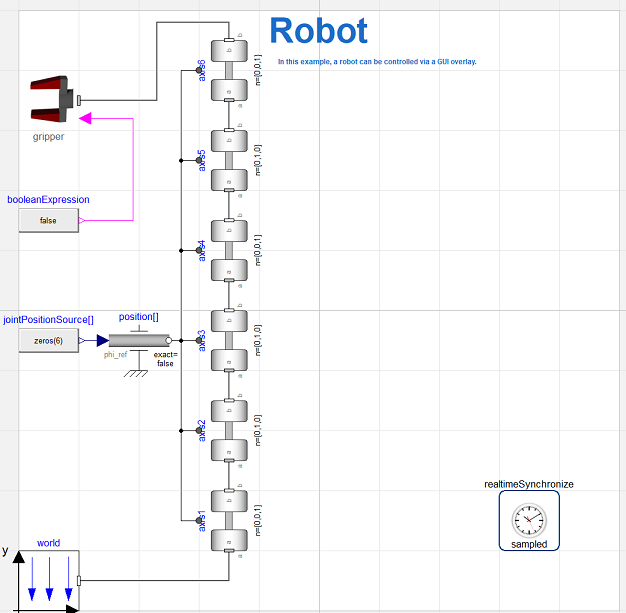 Robot
In this example, a robot can be controlled via a GUI overlay.
axis6
n=[0,0,1]
gripper
axis5
n=[0,1,0]
booleanExpression
false
axis4
n=[0,0,1]
jointPositionSource[]
position[]
zeros(6)
phi_ref
exact=
false
axis3
n=[0,1,0]
axis2
n=[0,1,0]
realtimeSynchronize
sampled
axis1
n=[0,0,1]
world
y